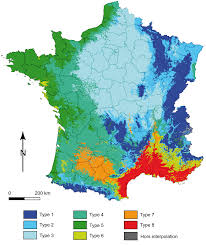 N
0
200 km
Type 1
Type 4
Type 7
Type 2
Type 5
Type 8
Type 3
Type 6
Hors interpolation